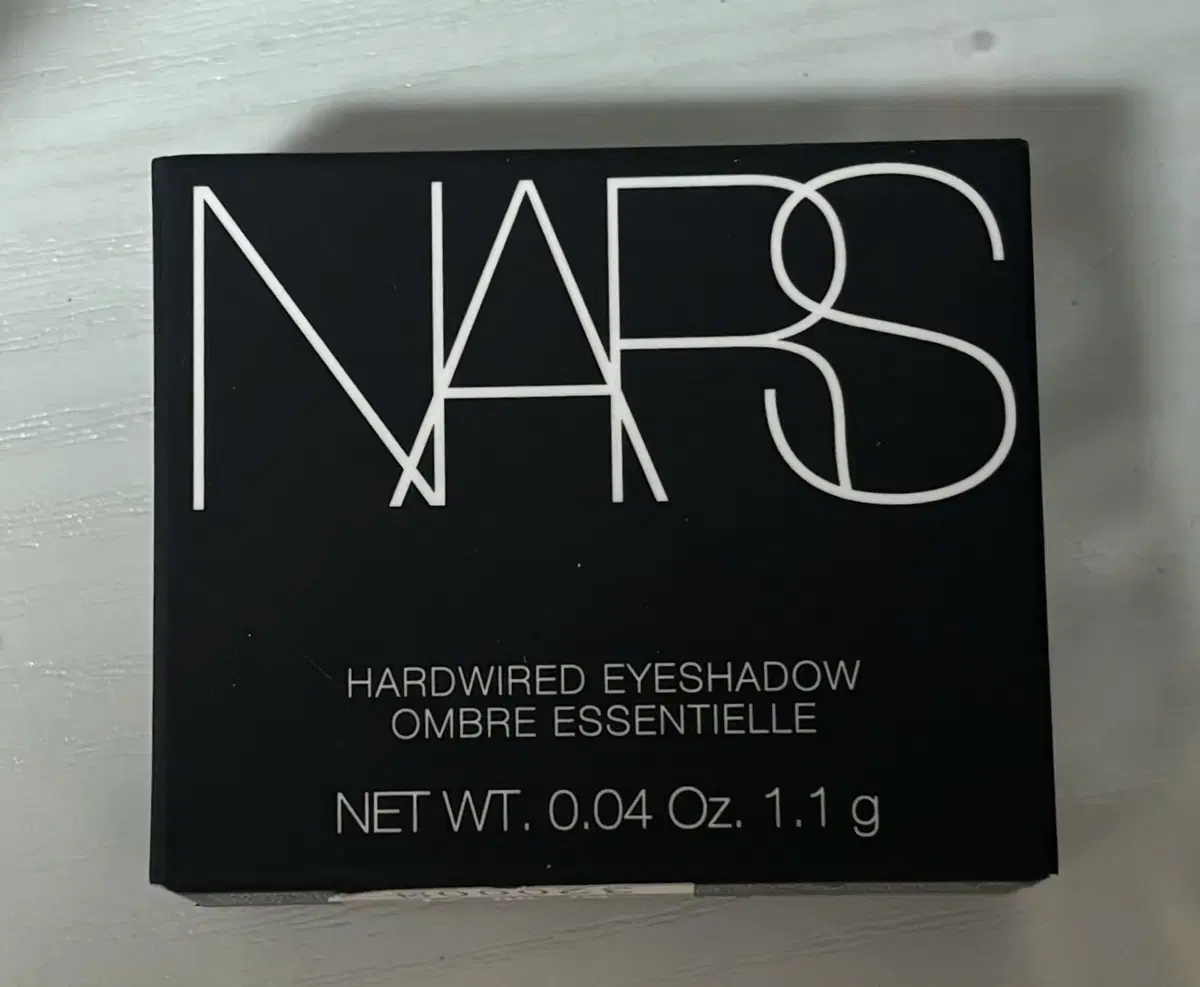 NARS
HARDWIRED EYESHADOW
OMBRE ESSENTIELLE
NET WT. 0.04 Oz. 1.1 g